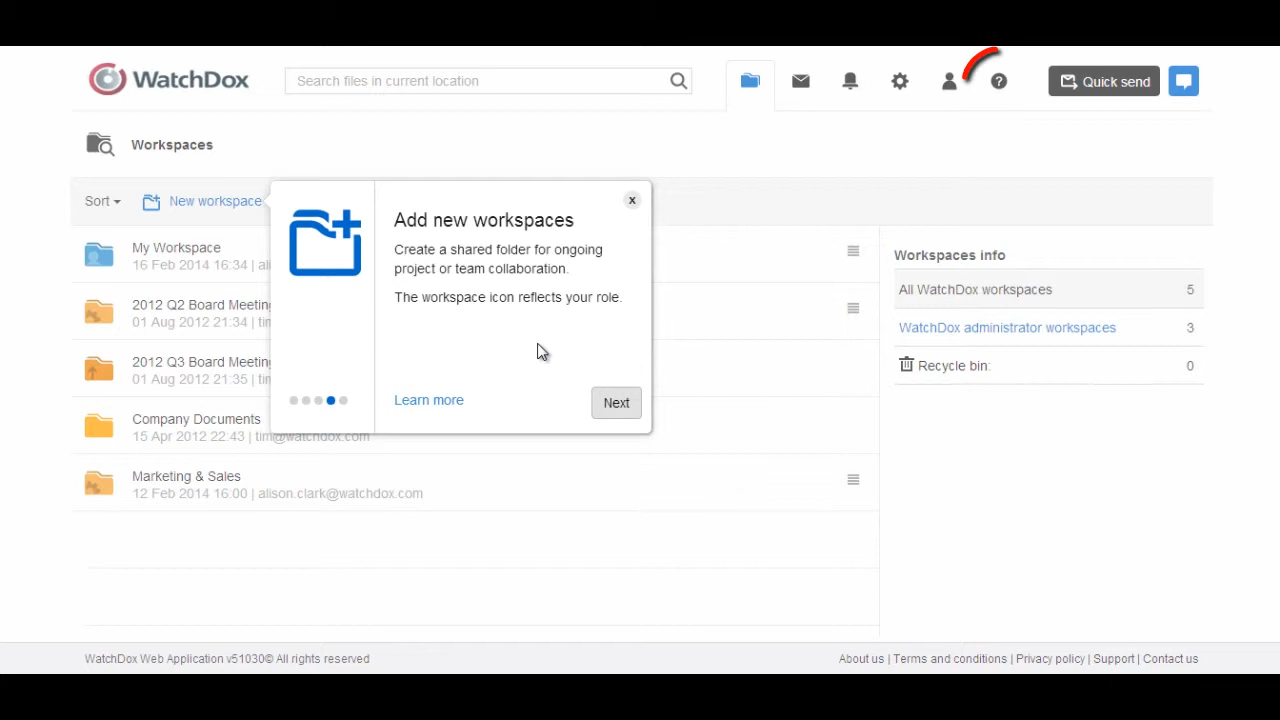 WatchDox
Search files in current location
Quick send
Workspaces
Sort
New workspace
x
Add new workspaces
Create a shared folder for ongoing
project or team collaboration.
The workspace icon reflects your role.
Learn more
Next
My Workspace
16 Feb 2014 16:34 | ali
2012 Q2 Board Meeting
01 Aug 2012 21:34 | tim
2012 Q3 Board Meeting
01 Aug 2012 21:35 | tim
Company Documents
15 Apr 2012 22:43 | tim@watchdox.com
Marketing & Sales
12 Feb 2014 16:00 | alison.clark@watchdox.com
Workspaces info
All WatchDox workspaces 5
WatchDox administrator workspaces 3
Recycle bin: 0
WatchDox Web Application v51030© All rights reserved
About us | Terms and conditions | Privacy policy | Support | Contact us